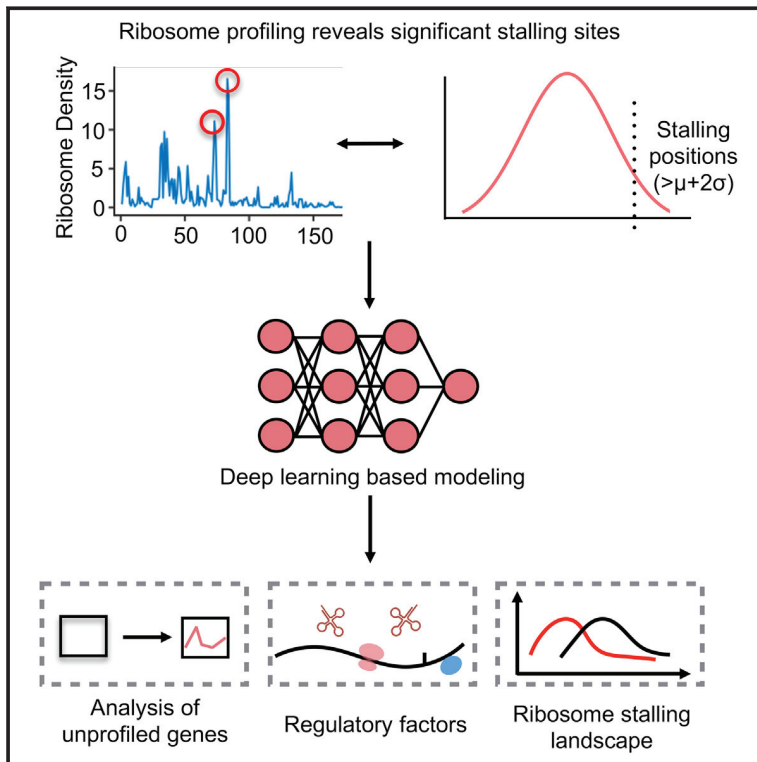 Ribosome profiling reveals significant stalling sites
Ribosome Density
15
10
5
0
0
50
100
150
Stalling
positions
(>μ+2σ)
Deep learning based modeling
Analysis of
unprofiled genes
Regulatory factors
Ribosome stalling
landscape